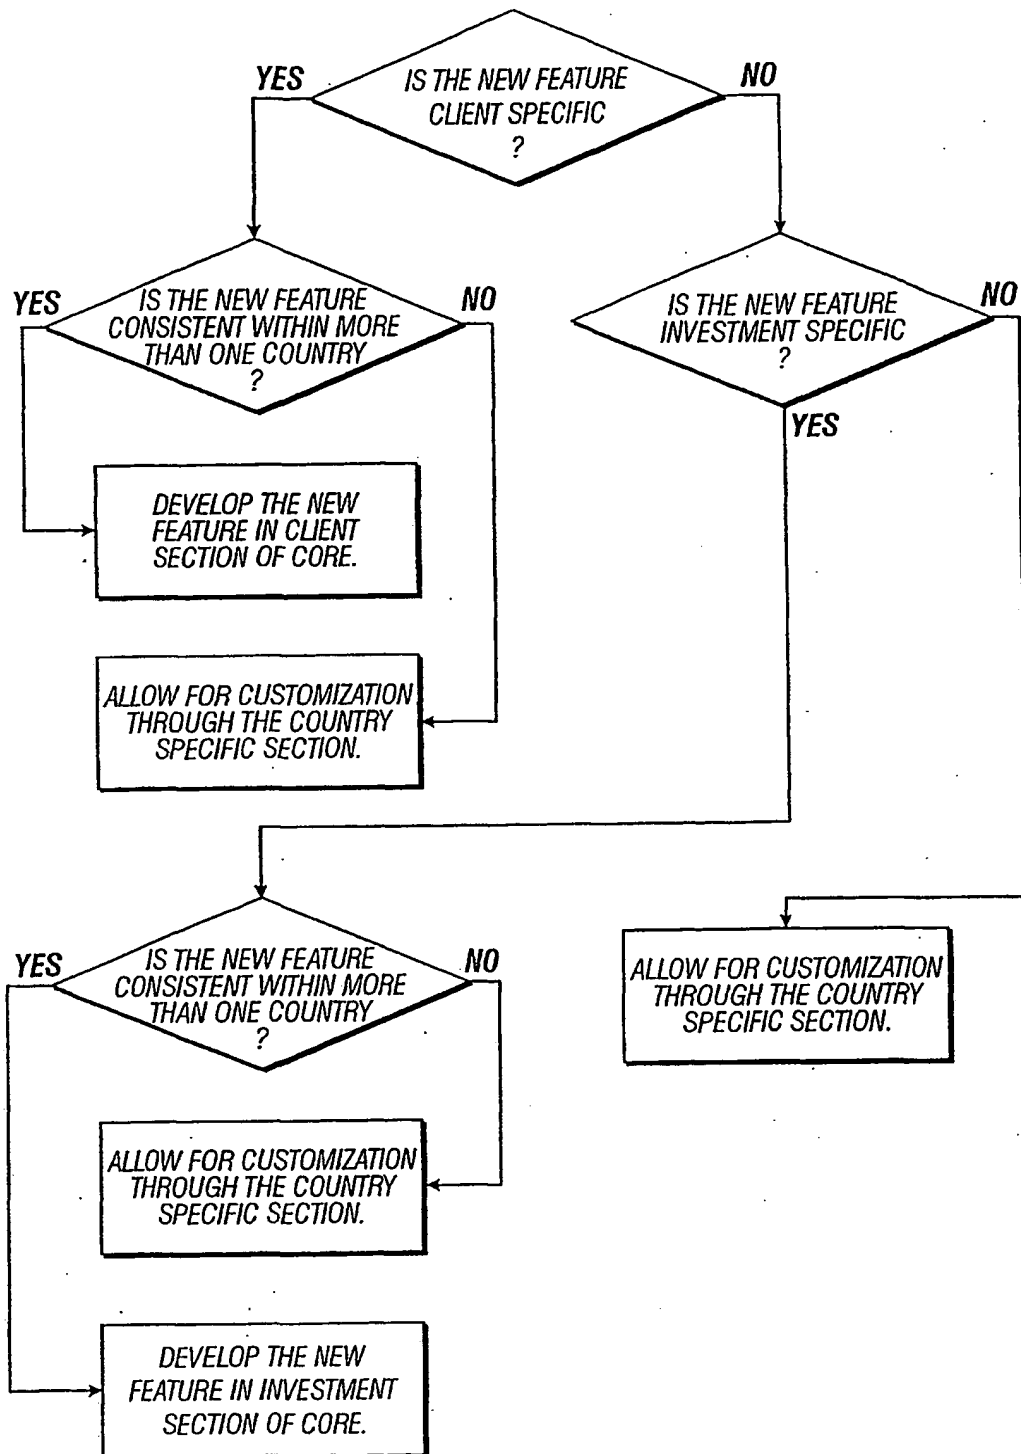 YES
IS THE NEW FEATURE
CLIENT SPECIFIC
?
NO
YES
IS THE NEW FEATURE
CONSISTENT WITHIN MORE
THAN ONE COUNTRY
?
NO
IS THE NEW FEATURE
INVESTMENT SPECIFIC
?
NO
YES
DEVELOP THE NEW
FEATURE IN CLIENT
SECTION OF CORE.
ALLOW FOR CUSTOMIZATION
THROUGH THE COUNTRY
SPECIFIC SECTION.
YES
IS THE NEW FEATURE
CONSISTENT WITHIN MORE
THAN ONE COUNTRY
?
NO
ALLOW FOR CUSTOMIZATION
THROUGH THE COUNTRY
SPECIFIC SECTION.
ALLOW FOR CUSTOMIZATION
THROUGH THE COUNTRY
SPECIFIC SECTION.
DEVELOP THE NEW
FEATURE IN INVESTMENT
SECTION OF CORE.